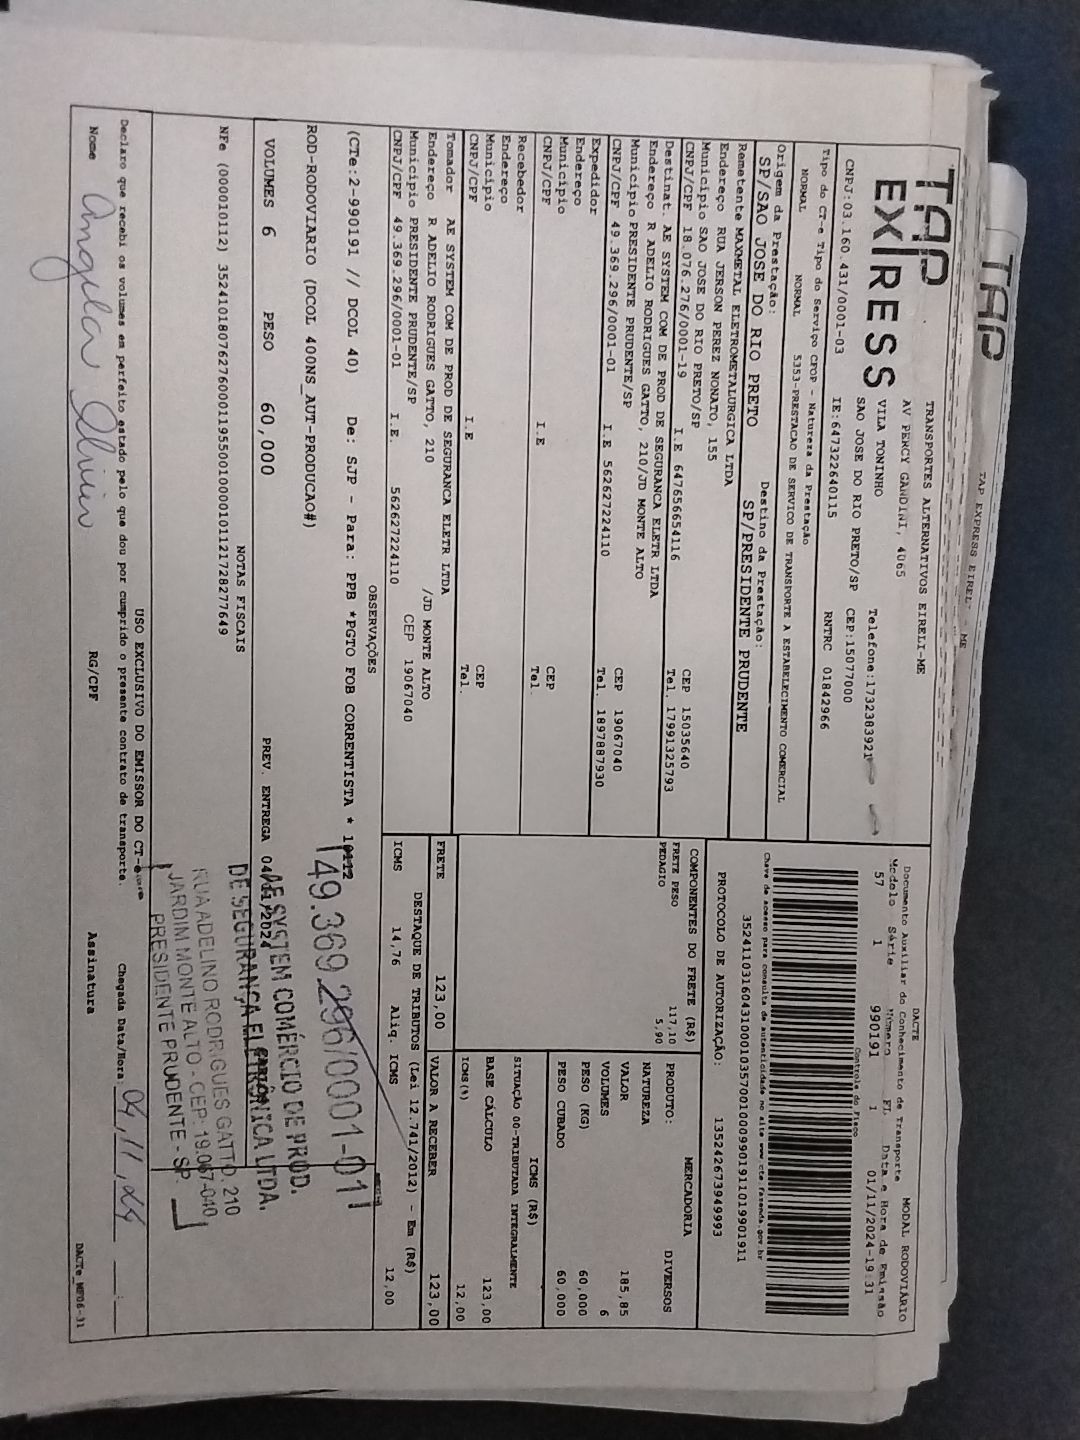 TAP
TAP EXPRESS EIREL
ME
TAP
EXPRESS
TRANSPORTES ALTERNATIVOS EIRELI-ME
AV PERCY GANDINI, 4065
VILA TONINHO Telefone:1732383921
SAO JOSE DO RIO PRETO/SP CEP:15077000
CNPJ:03.160.431/0001-03 IE:647322640115 RNTRC 01842966
DACTE MODAL RODOVIÁRIO
Documento Auxiliar do Conhecimento de Transporte
Modelo Série Número FL Data e Hora de Emissão
57 1 990191 1 01/11/2024-19:31
Controle do Fisco
Chave de acesso para consulta de autenticidade no site www.cte.fazenda.gov.br
35241103160431000103570010009901911019901911
PROTOCOLO DE AUTORIZAÇÃO: 135242673949993
Tipo do CT-e Tipo do Serviço CFOP - Natureza da Prestação
NORMAL NORMAL 5353-PRESTACAO DE SERVICO DE TRANSPORTE A ESTABELECIMENTO COMERCIAL
Origem da Prestação: Destino da Prestação:
SP/SAO JOSE DO RIO PRETO SP/PRESIDENTE PRUDENTE
Remetente MAXMETAL ELETROMETALURGICA LTDA
Endereço RUA JERSON PEREZ NONATO, 155
Município SAO JOSE DO RIO PRETO/SP CEP 15035640
CNPJ/CPF 18.076.276/0001-19 I.E 647656654116 Tel. 17991325793
Destinat. AE SYSTEM COM DE PROD DE SEGURANCA ELETR LTDA
Endereço R ADELIO RODRIGUES GATTO, 210/JD MONTE ALTO
Município PRESIDENTE PRUDENTE/SP CEP 19067040
CNPJ/CPF 49.369.296/0001-01 I.E 562627224110 Tel. 1897887930
Expedidor
Endereço
Município CEP
CNPJ/CPF I.E Tel
Recebedor
Endereço
Município CEP
CNPJ/CPF I.E Tel.
Tomador AE SYSTEM COM DE PROD DE SEGURANCA ELETR LTDA
Endereço R ADELIO RODRIGUES GATTO, 210 /JD MONTE ALTO
Município PRESIDENTE PRUDENTE/SP CEP 19067040
CNPJ/CPF 49.369.296/0001-01 I.E. 562627224110
COMPONENTES DO FRETE (R$)
FRETE PESO 117,10
PEDAGIO 5,90
PRODUTO: MERCADORIA
NATUREZA DIVERSOS
VALOR 185,85
VOLUMES 6
PESO (KG) 60,000
PESO CUBADO 60,000
ICMS (R$)
SITUAÇÃO 00-TRIBUTADA INTEGRALMENTE
BASE CÁLCULO 123,00
ICMS(%) 12,00
FRETE 123,00 VALOR A RECEBER 123,00
DESTAQUE DE TRIBUTOS (Lei 12.741/2012) - Em (R$)
ICMS 14,76 Aliq. ICMS 12,00
OBSERVAÇÕES
(CTe:2-990191 // DCOL 40) De: SJP - Para: PPB *PGTO FOB CORRENTISTA *
ROD-RODOVIARIO (DCOL 400NS_AUT-PRODUCAO#)
VOLUMES 6 PESO 60,000 PREV. ENTREGA
NOTAS FISCAIS
NFe (000010112) 35241018076276000119550010000101121728277649
49.369.296/0001-01
AE SYSTEM COMÉRCIO DE PROD.
DE SEGURANÇA ELETRÔNICA LTDA.
RUA ADELINO RODRIGUES GATTO, 210
JARDIM MONTE ALTO - CEP: 19.067-040
PRESIDENTE PRUDENTE - SP.
USO EXCLUSIVO DO EMISSOR DO CT-e
Declaro que recebi os volumes em perfeito estado pelo que dou por cumprido o presente contrato de transporte. Chegada Data/Hora: 04/11/24
Nome Angela RG/CPF Assinatura
DACTe_MP06-31